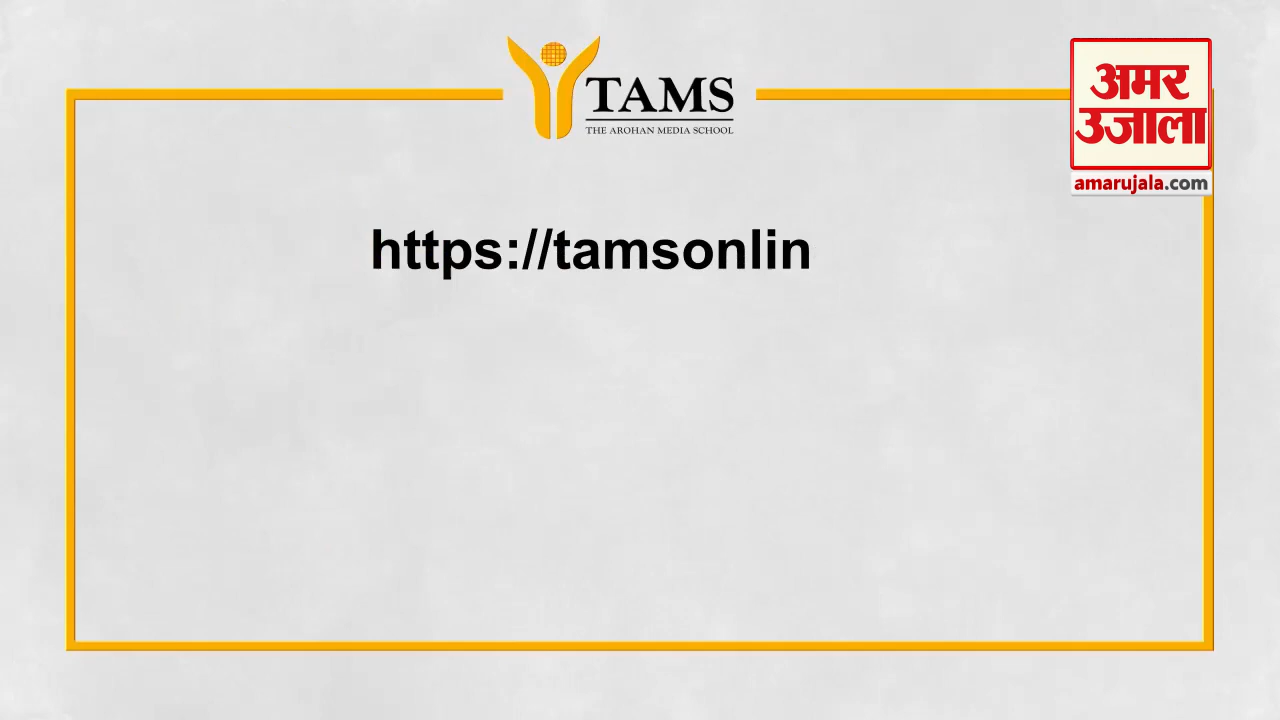 TAMS
THE AROHAN MEDIA SCHOOL
अमर
उजाला
amarujala.com
https://tamsonlin